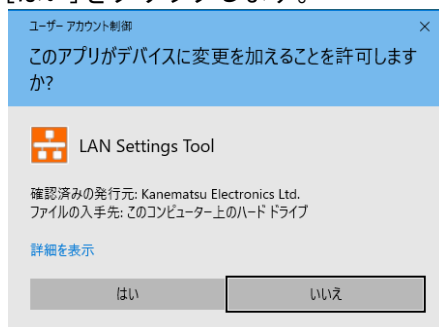 [はい]をクリックします。
ユーザー アカウント制御
×
このアプリがデバイスに変更を加えることを許可します
か?
LAN Settings Tool
確認済みの発行元: Kanematsu Electronics Ltd.
ファイルの入手先: このコンピューター上のハード ドライブ
詳細を表示
はい
いいえ